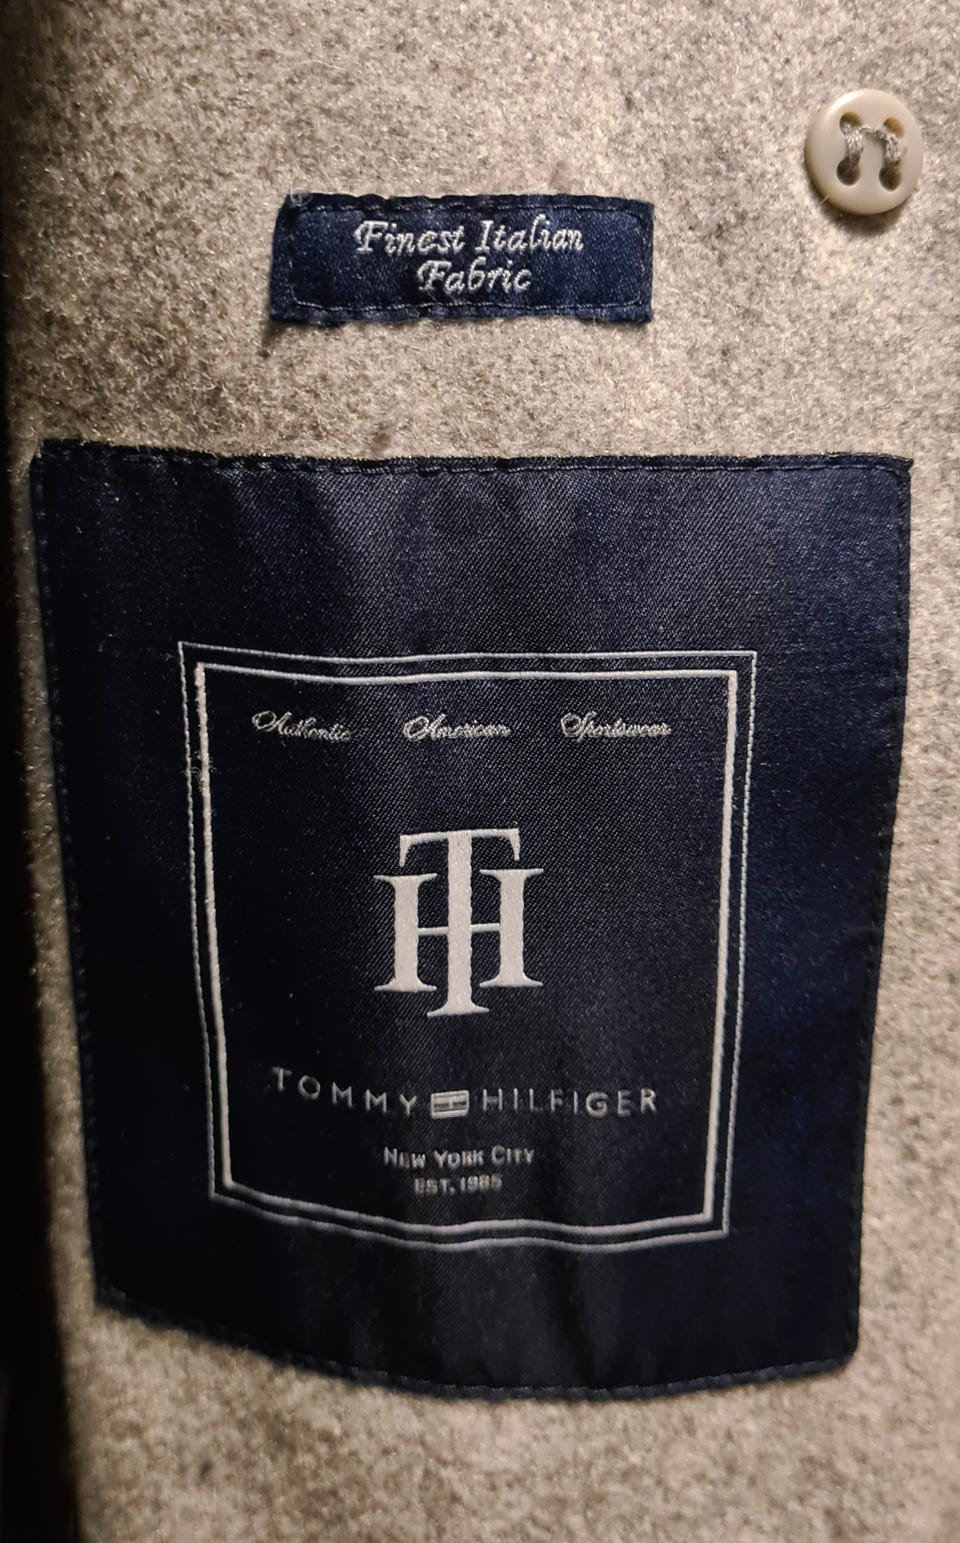 Finest Italian
Fabric
Authentic American Sportswear
TH
TOMMY HILFIGER
NEW YORK CITY
EST. 1985